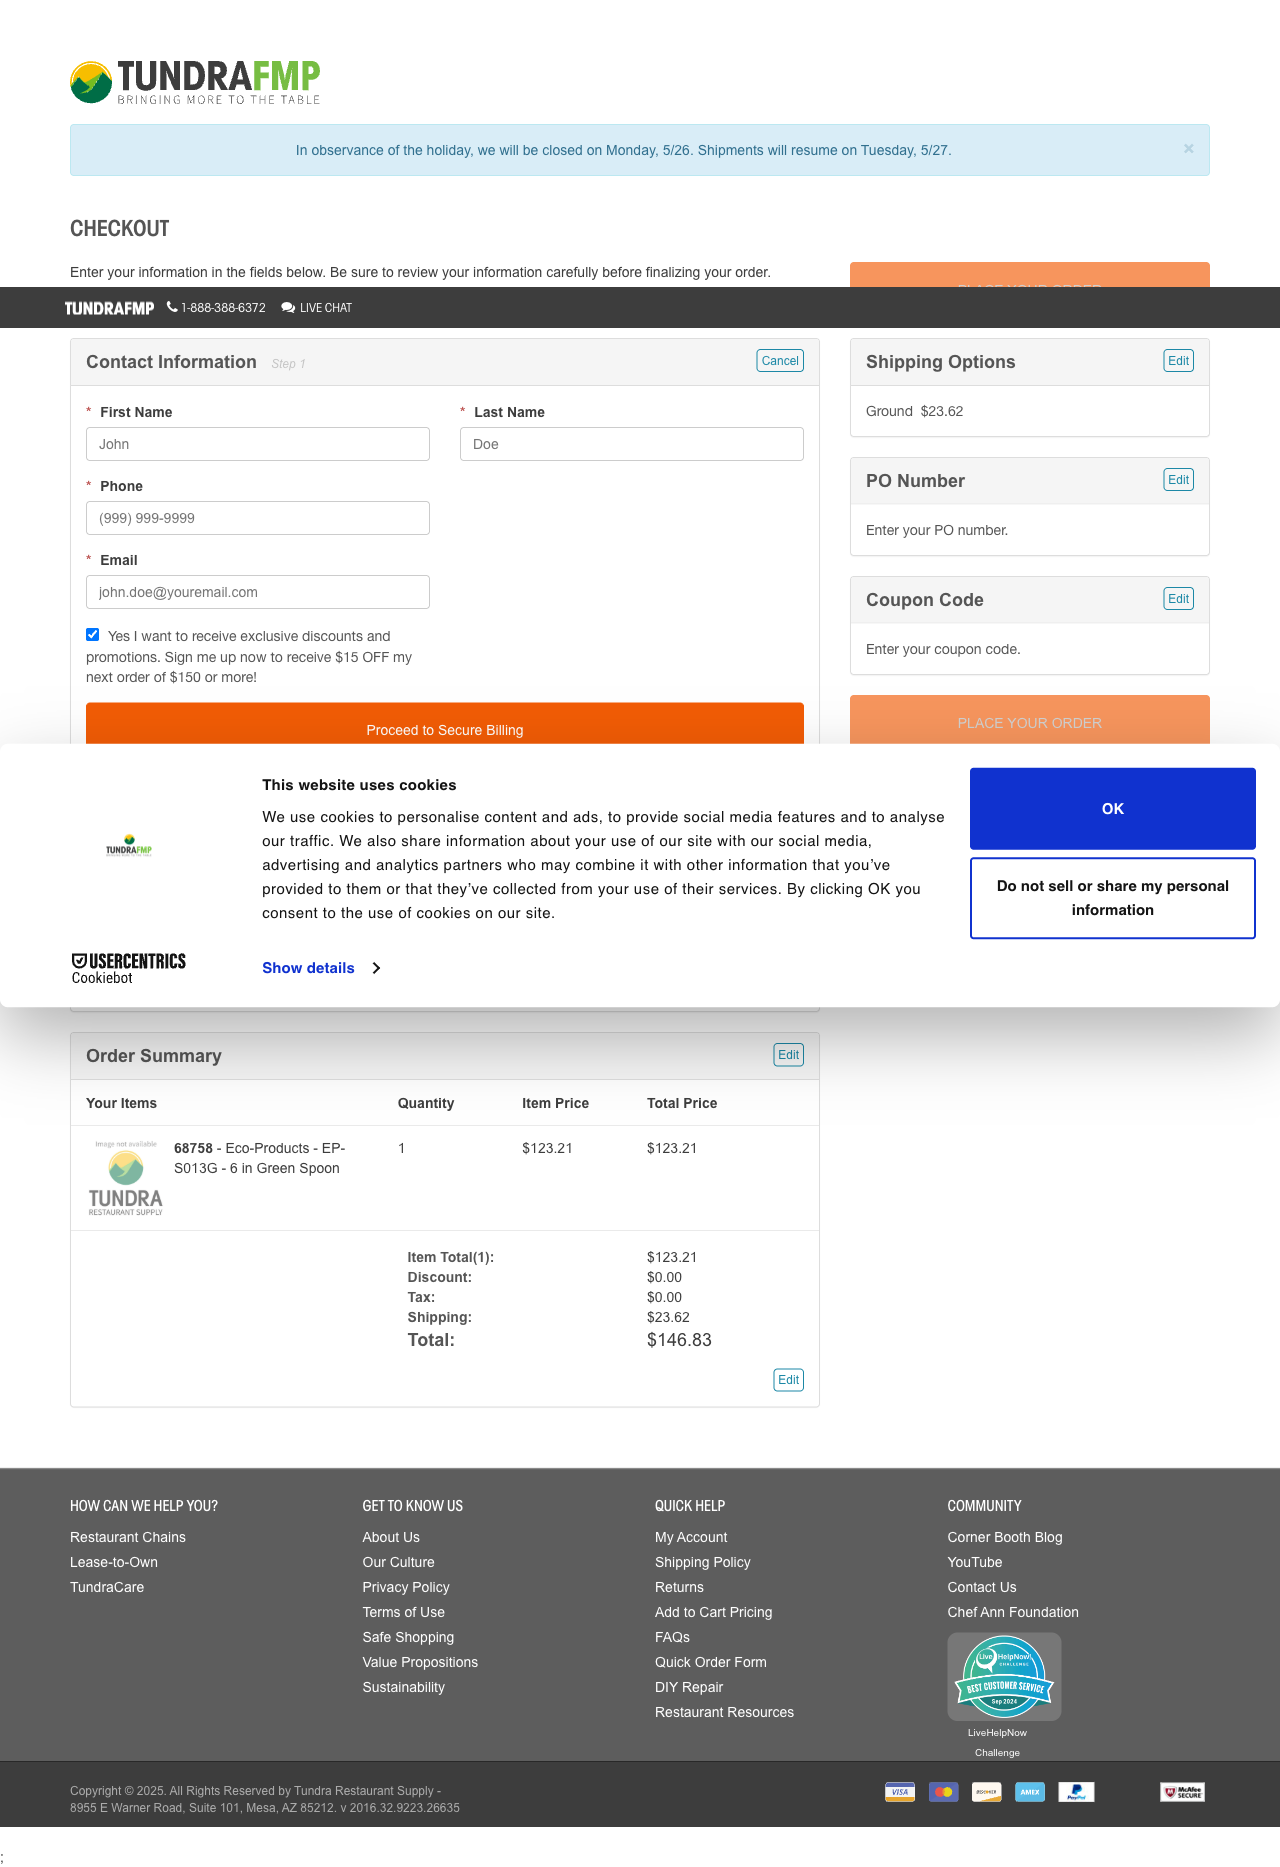 TUNDRAFMP
BRINGING MORE TO THE TABLE
In observance of the holiday, we will be closed on Monday, 5/26. Shipments will resume on Tuesday, 5/27.
×
CHECKOUT
Enter your information in the fields below. Be sure to review your information carefully before finalizing your order.
TUNDRAFMP 1-888-388-6372 LIVE CHAT
Contact Information Step 1 Cancel
* First Name
John
* Last Name
Doe
* Phone
(999) 999-9999
* Email
john.doe@youremail.com
Yes I want to receive exclusive discounts and
promotions. Sign me up now to receive $15 OFF my
next order of $150 or more!
Proceed to Secure Billing
Shipping Options Edit
Ground $23.62
PO Number Edit
Enter your PO number.
Coupon Code Edit
Enter your coupon code.
PLACE YOUR ORDER
TUNDRAFMP
USERCENTRICS
Cookiebot
This website uses cookies
We use cookies to personalise content and ads, to provide social media features and to analyse
our traffic. We also share information about your use of our site with our social media,
advertising and analytics partners who may combine it with other information that you've
provided to them or that they've collected from your use of their services. By clicking OK you
consent to the use of cookies on our site.
Show details
OK
Do not sell or share my personal
information
Order Summary Edit
Your Items Quantity Item Price Total Price
Image not available
TUNDRA
RESTAURANT SUPPLY
68758 - Eco-Products - EP-
S013G - 6 in Green Spoon
1 $123.21 $123.21
Item Total(1): $123.21
Discount: $0.00
Tax: $0.00
Shipping: $23.62
Total: $146.83
Edit
HOW CAN WE HELP YOU?
Restaurant Chains
Lease-to-Own
TundraCare
GET TO KNOW US
About Us
Our Culture
Privacy Policy
Terms of Use
Safe Shopping
Value Propositions
Sustainability
QUICK HELP
My Account
Shipping Policy
Returns
Add to Cart Pricing
FAQs
Quick Order Form
DIY Repair
Restaurant Resources
COMMUNITY
Corner Booth Blog
YouTube
Contact Us
Chef Ann Foundation
LiveHelpNow!
CHALLENGE
BEST CUSTOMER SERVICE
Sep 2024
LiveHelpNow
Challenge
Copyright © 2025. All Rights Reserved by Tundra Restaurant Supply -
8955 E Warner Road, Suite 101, Mesa, AZ 85212. v 2016.32.9223.26635
VISA DISCOVER AMEX PayPal McAfee
SECURE
;